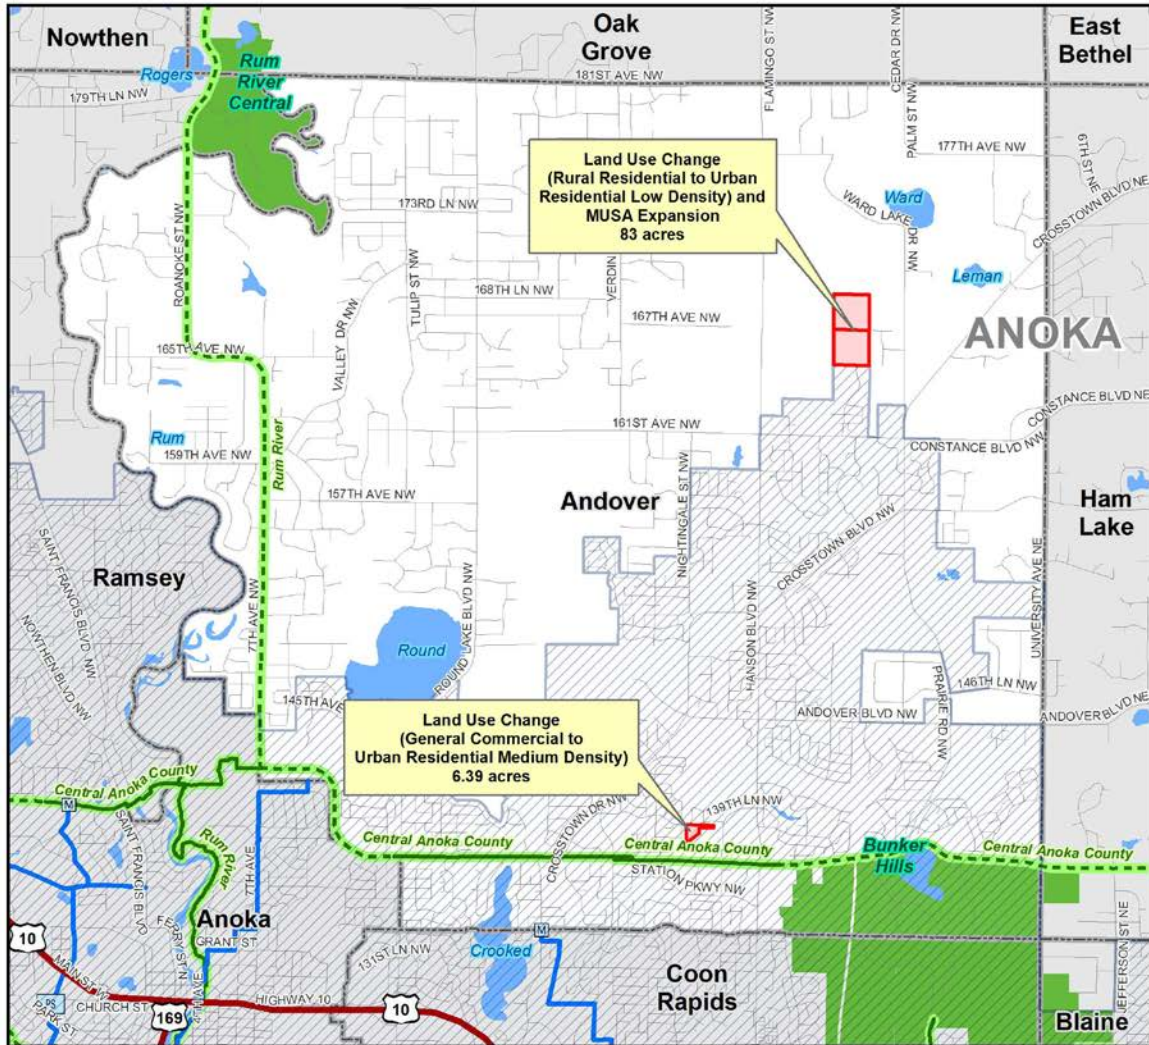 Nowthen
Oak
Grove
East
Bethel
Rogers
Rum
River
Central
179TH LN NW
181ST AVE NW
FLAMINGO ST NW
CEDAR DR NW
PALM ST NW
177TH AVE NW
6TH ST NE
CROSSTOWN BLVD NE
Land Use Change
(Rural Residential to Urban
Residential Low Density) and
MUSA Expansion
83 acres
Ward
WARD LAKE DR NW
Leman
ROANOKE ST NW
173RD LN NW
TULIP ST NW
168TH LN NW
VERDIN
167TH AVE NW
VALLEY DR NW
165TH AVE NW
ANOKA
CONSTANCE BLVD NE
CONSTANCE BLVD NW
161ST AVE NW
Rum
159TH AVE NW
Rum River
157TH AVE NW
Andover
NIGHTINGALE ST NW
CROSSTOWN BLVD NW
Ham
Lake
SAINT FRANCIS BLVD NW
Ramsey
NOWTHEN BLVD NW
7TH AVE NW
Round
ROUND LAKE BLVD NW
HANSON BLVD NW
UNIVERSITY AVE NE
146TH LN NW
PRAIRIE RD NW
145TH AVE
ANDOVER BLVD NW
ANDOVER BLVD NE
Land Use Change
(General Commercial to
Urban Residential Medium Density)
6.39 acres
139TH LN NW
CROSSTOWN DR NW
Central Anoka County
M
SAINT FRANCIS BLVD
Rum River
7TH AVE
Central Anoka County
Central Anoka County
Bunker
Hills
Central Anoka County
STATION PKWY NW
Anoka
GRANT ST
FERRY ST N
131ST LN NW
Crooked
M
Coon
Rapids
JEFFERSON ST NE
Blaine
10
MAIN ST W
DS
PARK ST
CHURCH ST
169
4TH AVE
HIGHWAY 10
10